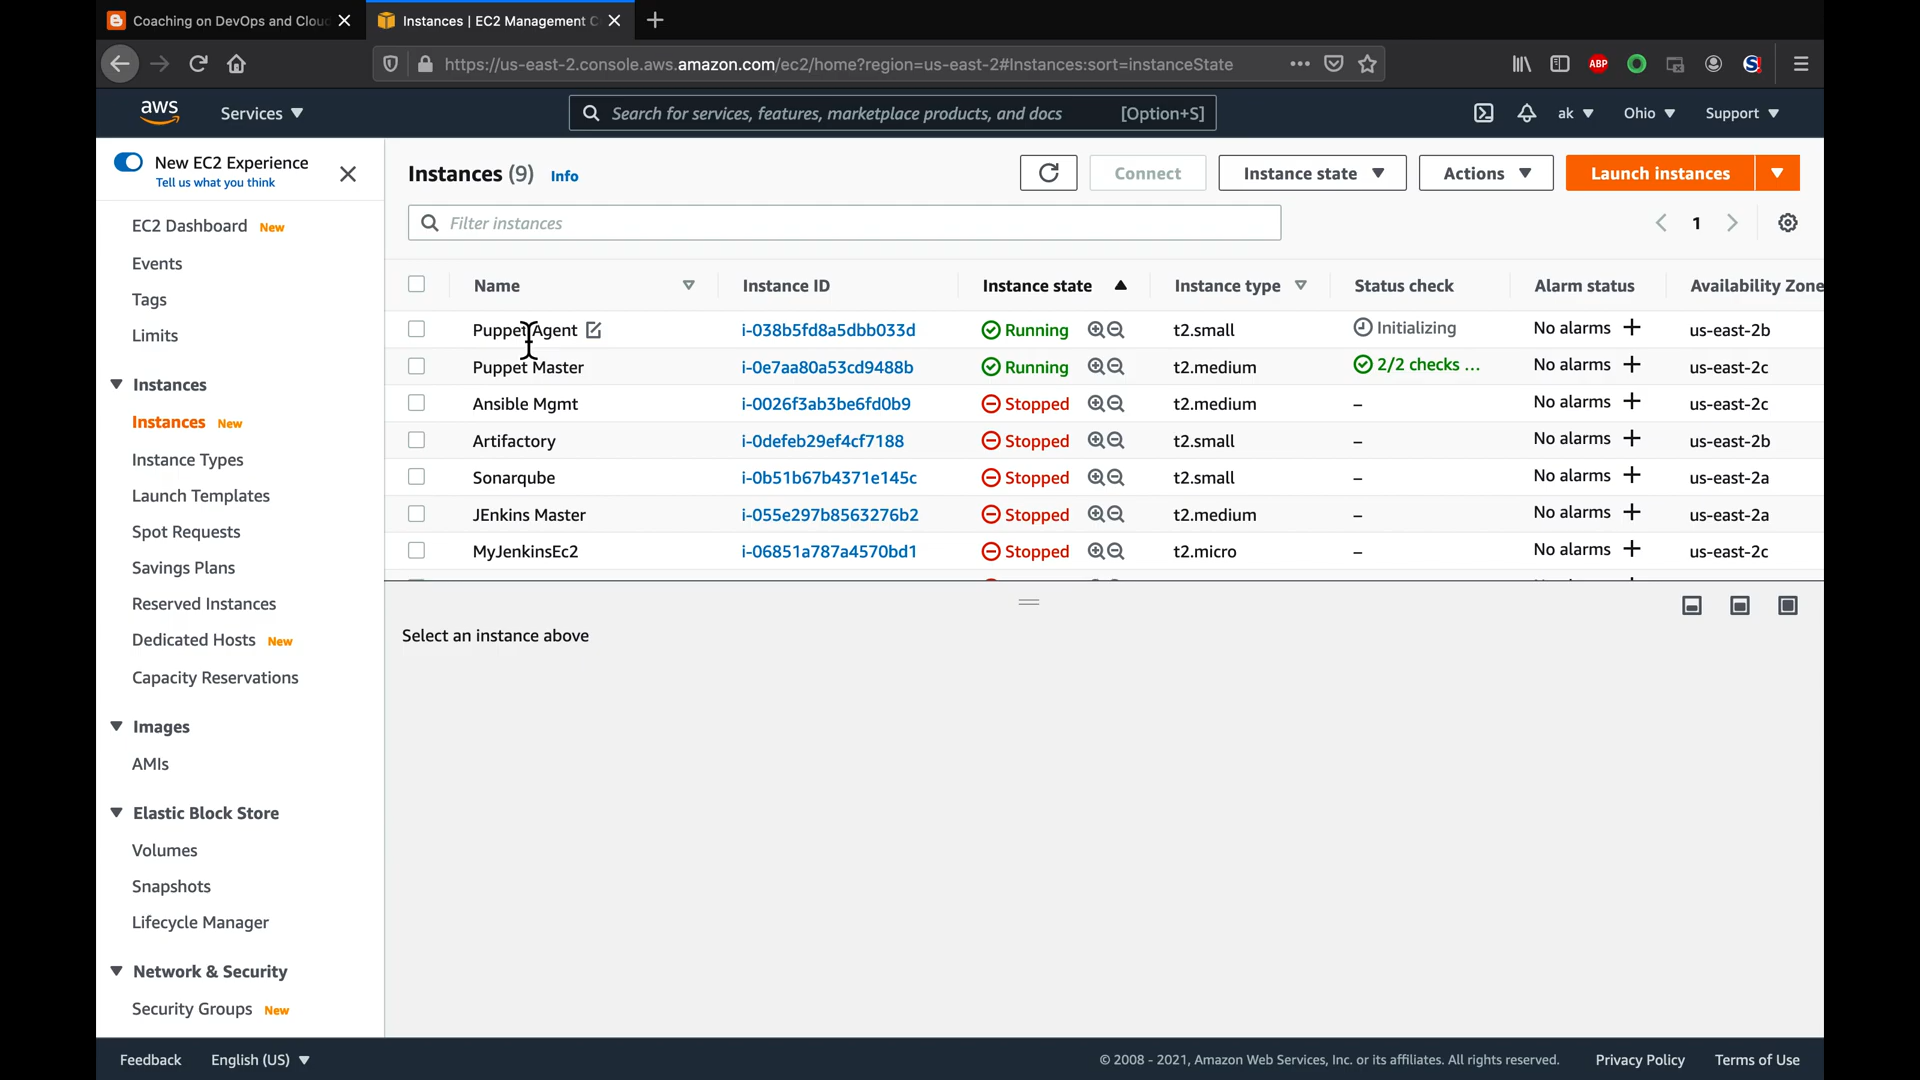 Coaching on DevOps and Clou
Instances | EC2 Management C
https://us-east-2.console.aws.amazon.com/ec2/home?region=us-east-2#Instances:sort=instanceState
ABP
aws
Services
Search for services, features, marketplace products, and docs
[Option+S]
ak
Ohio
Support
New EC2 Experience
Tell us what you think
EC2 Dashboard New
Events
Tags
Limits
Instances
Instances New
Instance Types
Launch Templates
Spot Requests
Savings Plans
Reserved Instances
Dedicated Hosts New
Capacity Reservations
Images
AMIs
Elastic Block Store
Volumes
Snapshots
Lifecycle Manager
Network & Security
Security Groups New
Instances (9) Info
Connect
Instance state
Actions
Launch instances
Filter instances
1
Name Instance ID Instance state Instance type Status check Alarm status Availability Zone
Puppet Agent i-038b5fd8a5dbb033d Running t2.small Initializing No alarms + us-east-2b
Puppet Master i-0e7aa80a53cd9488b Running t2.medium 2/2 checks ... No alarms + us-east-2c
Ansible Mgmt i-0026f3ab3be6fd0b9 Stopped t2.medium – No alarms + us-east-2c
Artifactory i-0defeb29ef4cf7188 Stopped t2.small – No alarms + us-east-2b
Sonarqube i-0b51b67b4371e145c Stopped t2.small – No alarms + us-east-2a
JEnkins Master i-055e297b8563276b2 Stopped t2.medium – No alarms + us-east-2a
MyJenkinsEc2 i-06851a787a4570bd1 Stopped t2.micro – No alarms + us-east-2c
Select an instance above
Feedback
English (US)
© 2008 - 2021, Amazon Web Services, Inc. or its affiliates. All rights reserved.
Privacy Policy
Terms of Use